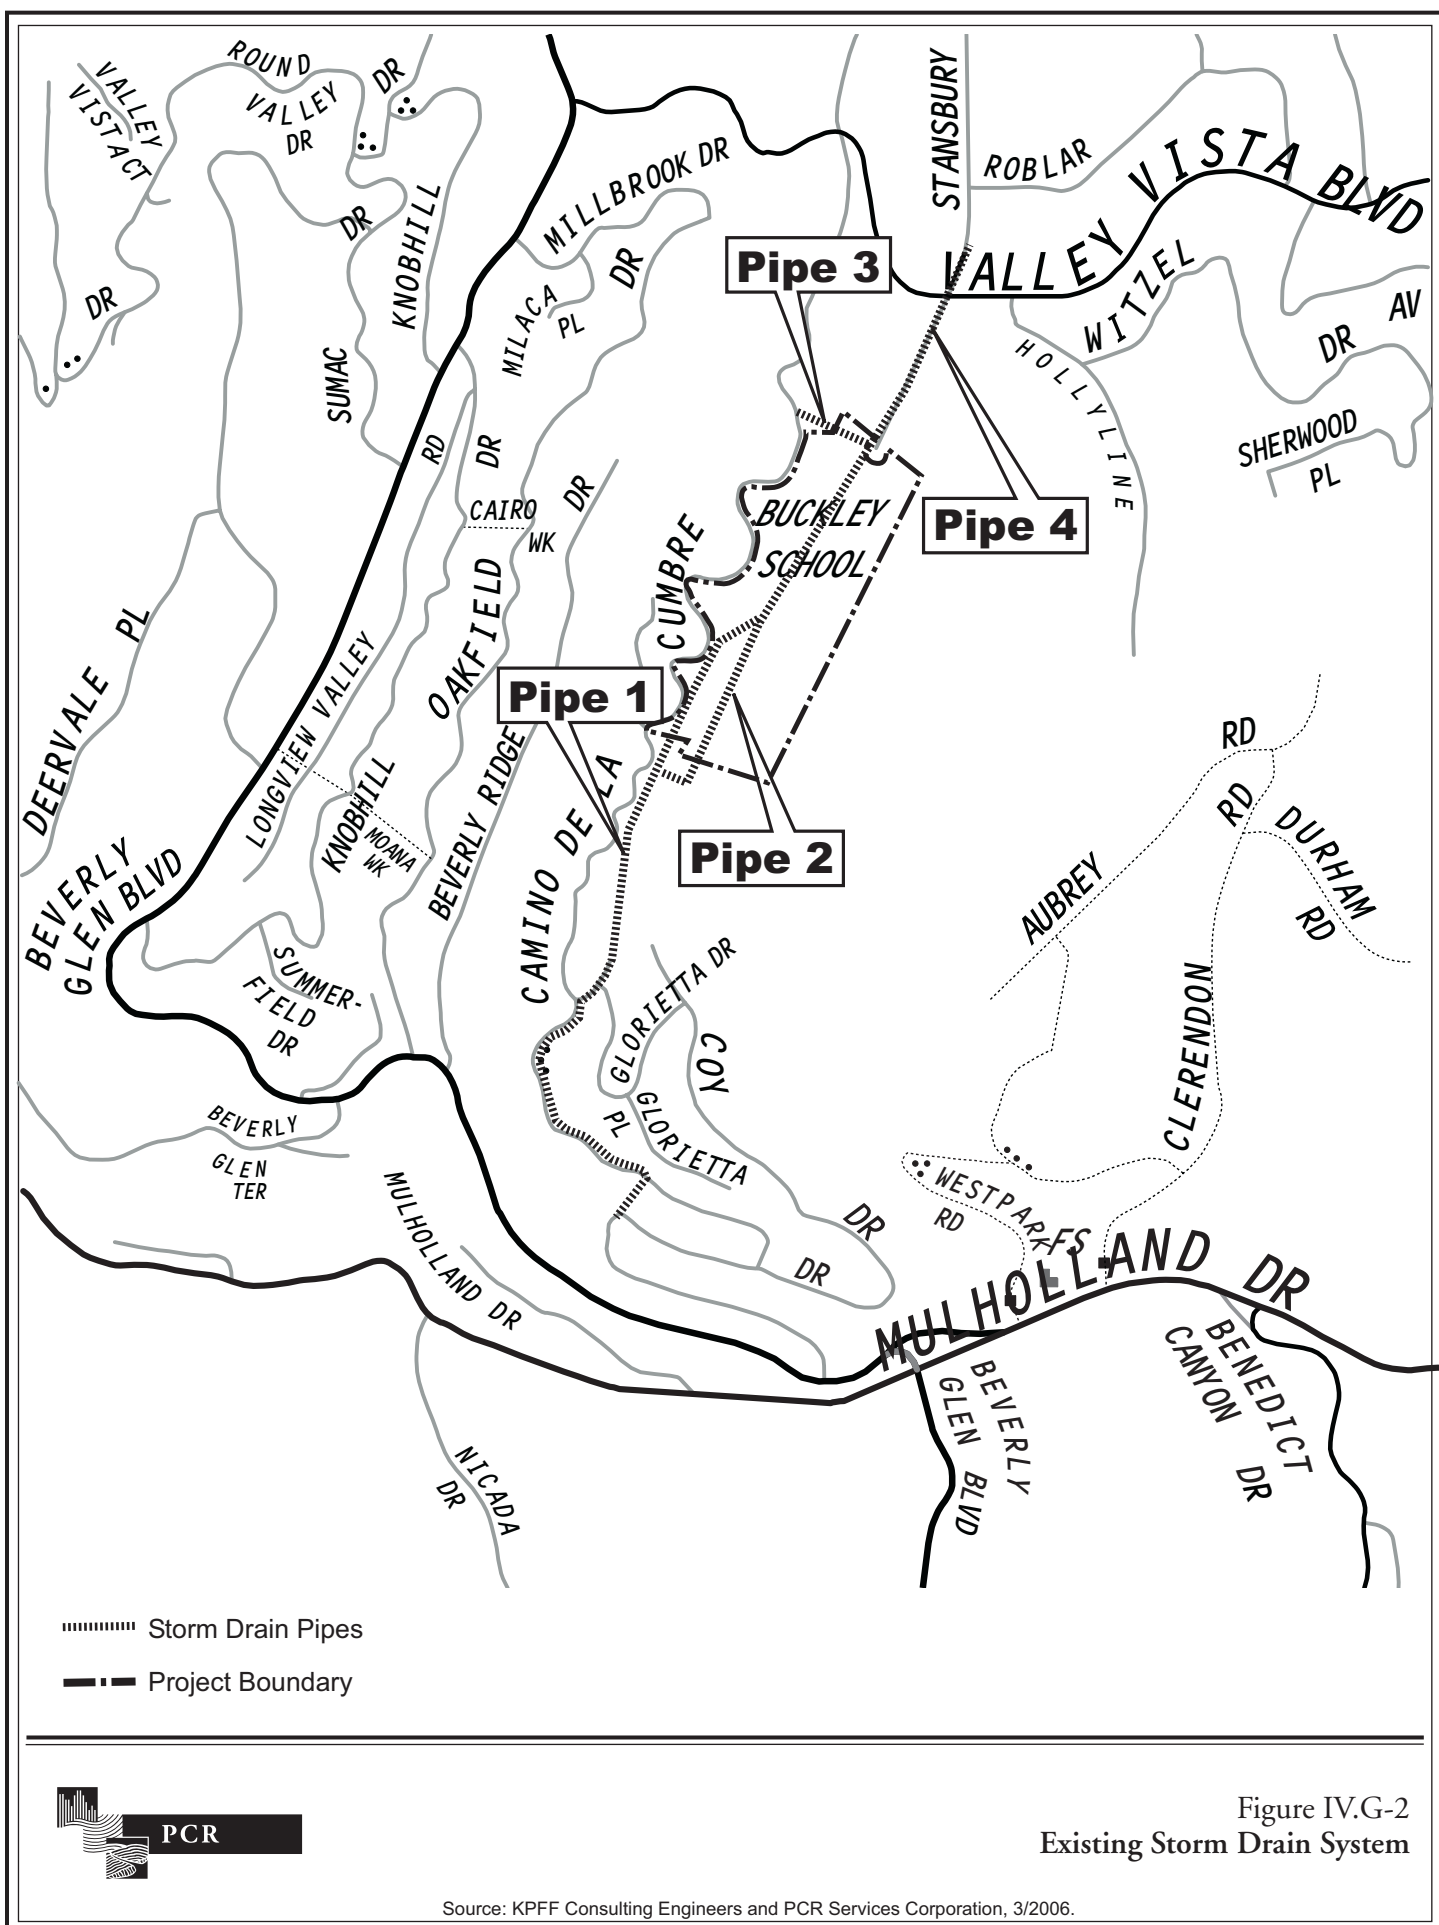 ROUND
VALLEY
DR
DR
VALLEY
VISTA CT
DR
DR
KNOBHILL
SUMAC
MILLBROOK DR
DR
MILACA
PL
STANSBURY
ROBLAR
VALLEY VISTA BLVD
WITZEL
AV
DR
HOLLYLINE
SHERWOOD
PL
Pipe 3
Pipe 4
BUCKLEY
SCHOOL
RD
DR
CAIRO
WK
DR
OAKFIELD
CUMBRE
DEERVALE PL
LONGVIEW VALLEY
Pipe 1
Pipe 2
KNOBHILL
MOANA
WK
BEVERLY RIDGE
CAMINO DE LA
BEVERLY
GLEN BLVD
RD
RD
DURHAM
RD
AUBREY
CLERENDON
SUMMER-
FIELD
DR
GLORIETTA DR
COY
GLORIETTA
PL
BEVERLY
GLEN
TER
MULHOLLAND DR
DR
DR
WESTPARK
RD
FS
MULHOLLAND DR
BEVERLY
GLEN BLVD
BENEDICT
CANYON DR
NICADA
DR
Storm Drain Pipes
Project Boundary
PCR
Figure IV.G-2
Existing Storm Drain System
Source: KPFF Consulting Engineers and PCR Services Corporation, 3/2006.